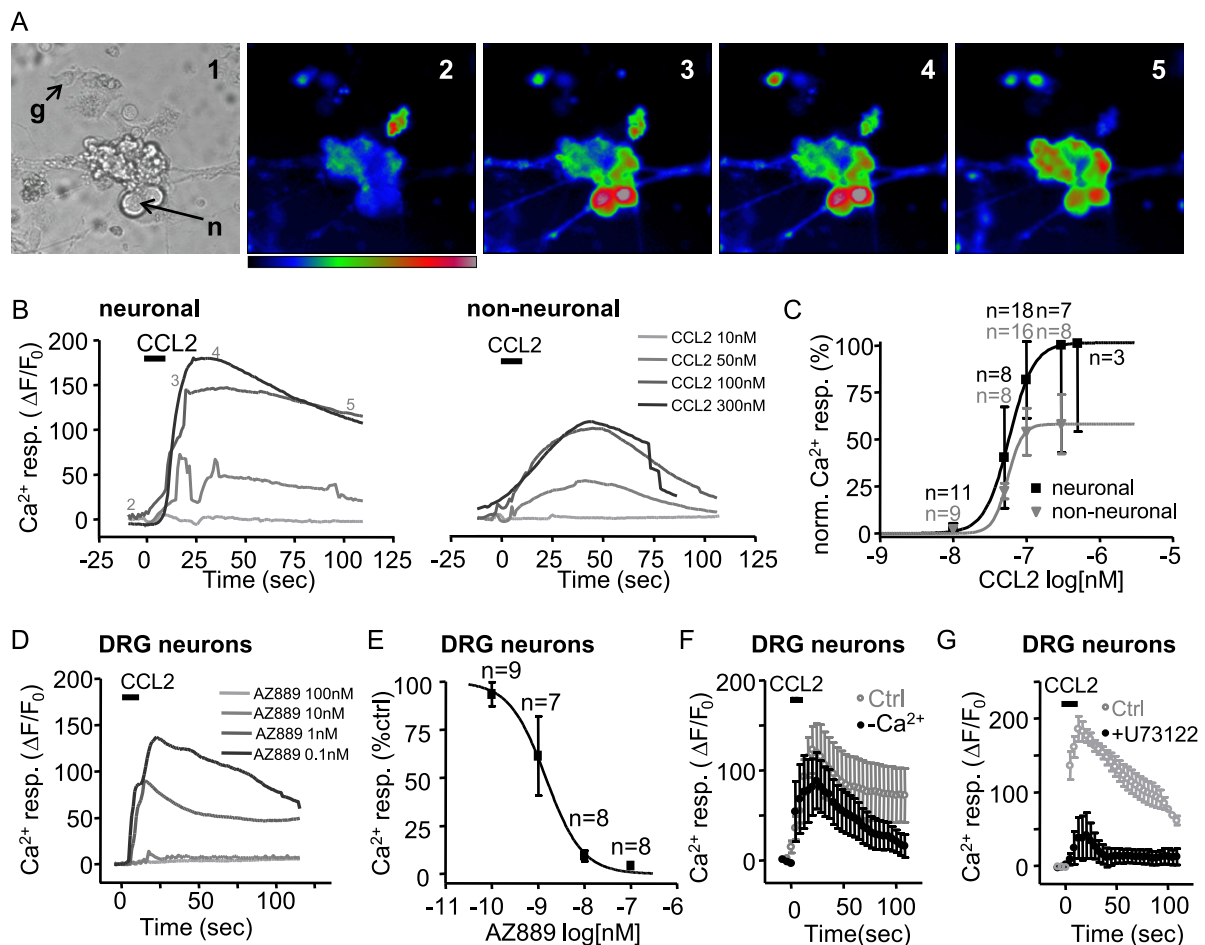 A
1
2
3
4
5
g
n
B
neuronal
non-neuronal
C
CCL2
CCL2
CCL2 10nM
CCL2 50nM
CCL2 100nM
CCL2 300nM
Ca²⁺ resp. (ΔF/F₀)
200
150
100
50
0
2
3
4
5
-25 0 25 50 75 100 125
Time (sec)
-25 0 25 50 75 100 125
Time (sec)
norm. Ca²⁺ resp. (%)
100
75
50
25
0
n=18 n=7
n=16 n=8
n=3
n=8
n=8
n=11
n=9
neuronal
non-neuronal
-9 -8 -7 -6 -5
CCL2 log[nM]
D
DRG neurons
CCL2
AZ889 100nM
AZ889 10nM
AZ889 1nM
AZ889 0.1nM
Ca²⁺ resp. (ΔF/F₀)
200
150
100
50
0
0 50 100
Time (sec)
E
DRG neurons
Ca²⁺ resp. (%ctrl)
100
75
50
25
0
n=9
n=7
n=8
n=8
-11 -10 -9 -8 -7 -6
AZ889 log[nM]
F
DRG neurons
CCL2
Ctrl
-Ca²⁺
Ca²⁺ resp. (ΔF/F₀)
200
100
0
0 50 100
Time(sec)
G
DRG neurons
CCL2
Ctrl
+U73122
Ca²⁺ resp. (ΔF/F₀)
200
100
0
0 50 100
Time(sec)